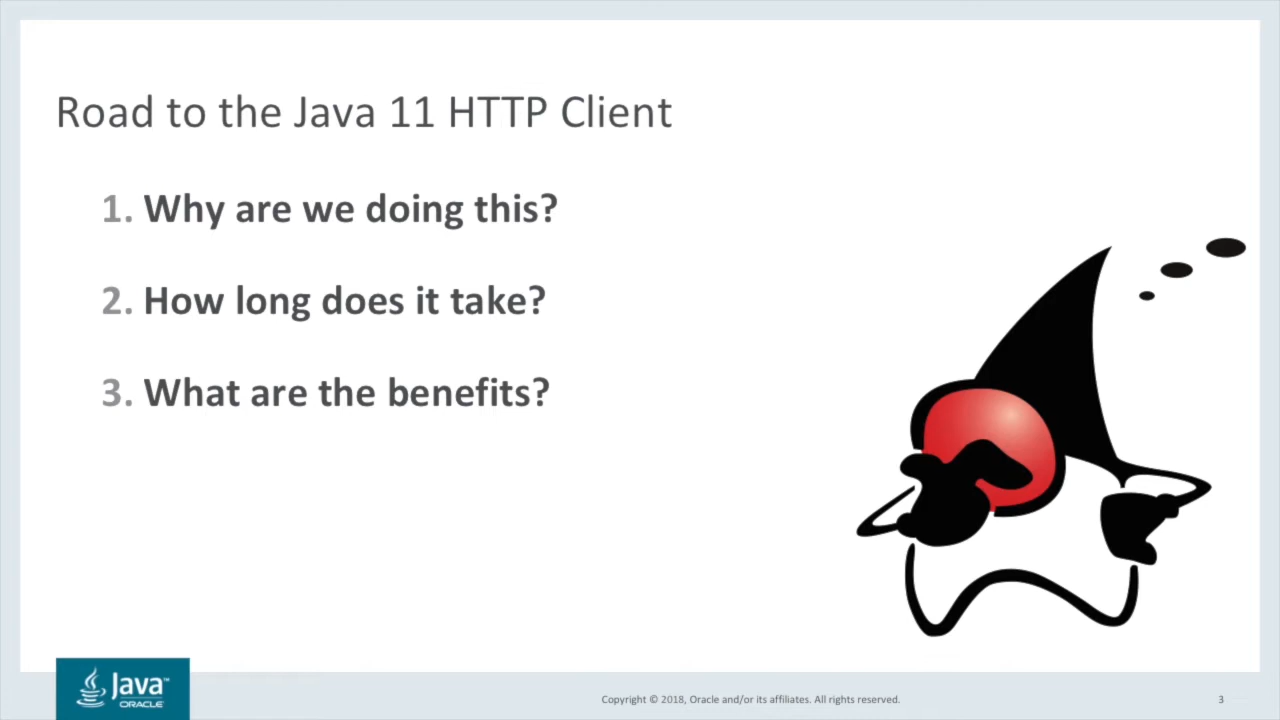 Road to the Java 11 HTTP Client
1. Why are we doing this?
2. How long does it take?
3. What are the benefits?
Java™
ORACLE
Copyright © 2018, Oracle and/or its affiliates. All rights reserved.
3